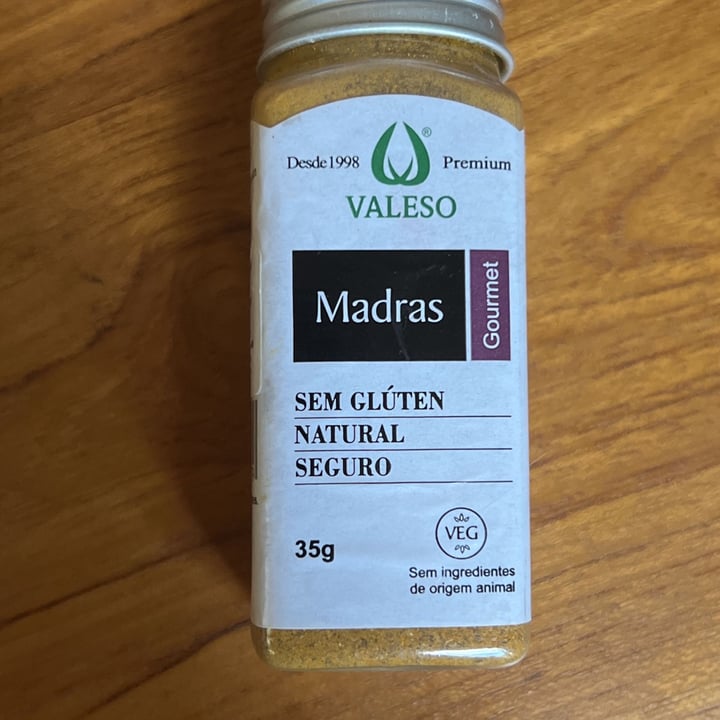 Desde 1998 ® Premium
VALESO
Madras
Gourmet
SEM GLÚTEN
NATURAL
SEGURO
35g
VEG
Sem ingredientes
de origem animal